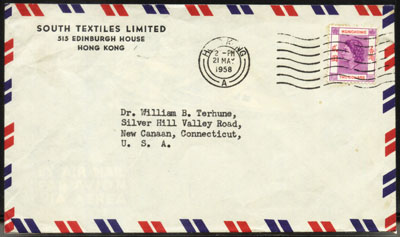 SOUTH TEXTILES LIMITED
515 EDINBURGH HOUSE
HONG KONG
2 - PM
21 MAY
1958
A
HONG KONG
Dr. William B. Terhune,
Silver Hill Valley Road,
New Canaan, Connecticut,
U. S. A.